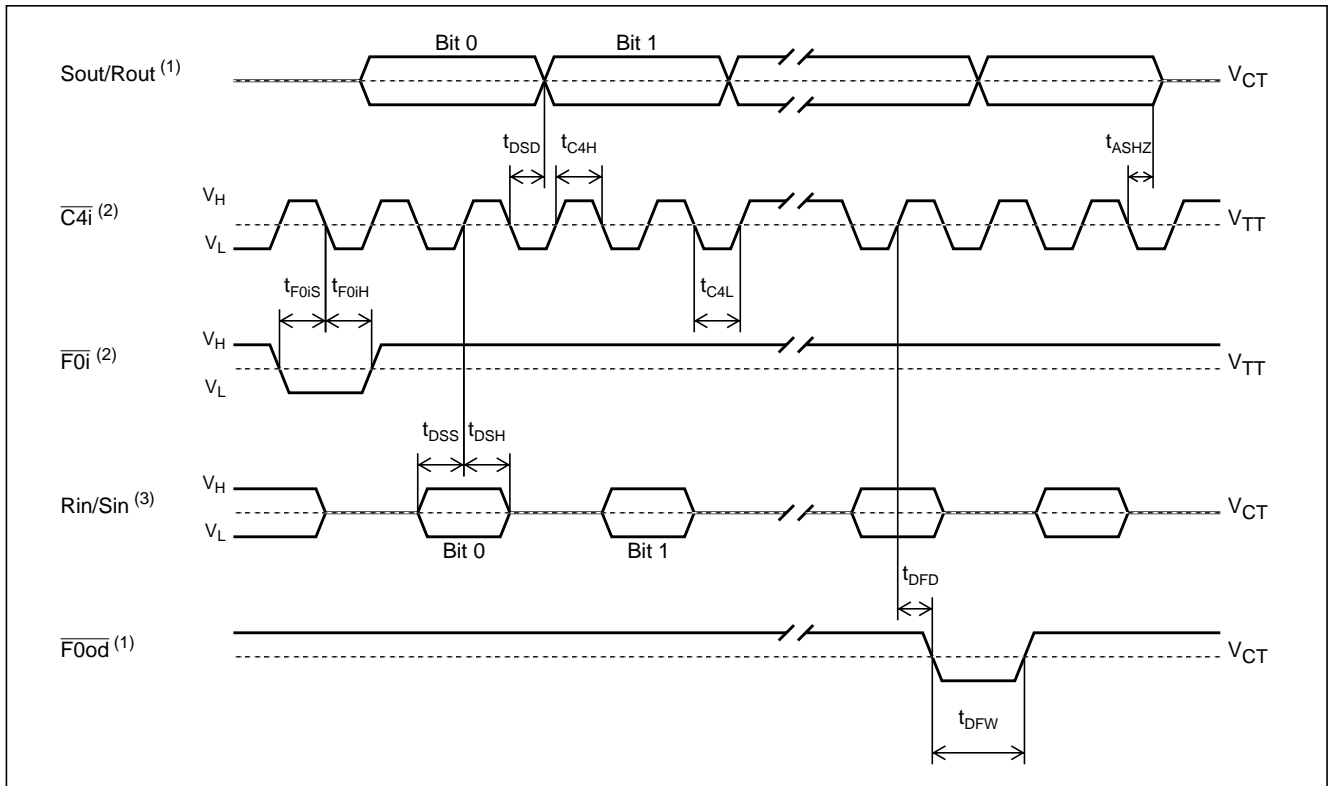 Bit 0 Bit 1
Sout/Rout (1) VCT
tDSD tC4H tASHZ
VH
C4i (2) VTT
VL
tF0iS tF0iH tC4L
VH
F0i (2) VTT
VL
tDSS tDSH
VH
Rin/Sin (3) VCT
VL
Bit 0 Bit 1
tDFD
F0od (1) VCT
tDFW